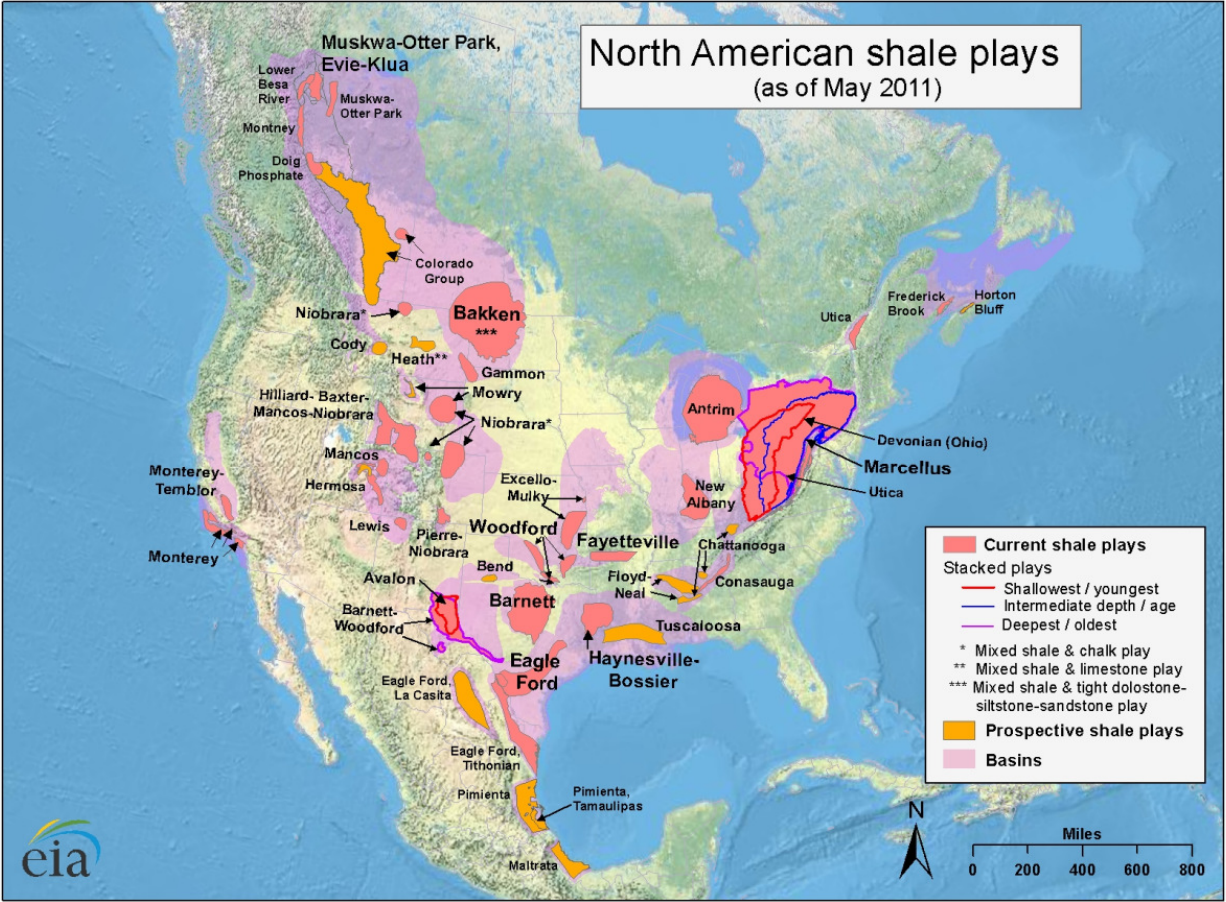 North American shale plays
(as of May 2011)
Muskwa-Otter Park,
Evie-Klua
Lower
Besa
River
Muskwa-
Otter Park
Montney
Doig
Phosphate
Colorado
Group
Niobrara*
Bakken
***
Cody
Heath**
Gammon
Mowry
Hilliard- Baxter-
Mancos-Niobrara
Niobrara*
Mancos
Hermosa
Lewis
Pierre-
Niobrara
Monterey-
Temblor
Monterey
Utica
Frederick
Brook
Horton
Bluff
Antrim
Devonian (Ohio)
Marcellus
Utica
New
Albany
Excello-
Mulky
Woodford
Fayetteville
Chattanooga
Bend
Floyd-
Neal
Conasauga
Avalon
Barnett
Barnett-
Woodford
Tuscaloosa
Eagle
Ford
Haynesville-
Bossier
Eagle Ford,
La Casita
Eagle Ford,
Tithonian
Pimienta
Pimienta,
Tamaulipas
Maltrata
Current shale plays
Stacked plays
Shallowest / youngest
Intermediate depth / age
Deepest / oldest
* Mixed shale & chalk play
** Mixed shale & limestone play
*** Mixed shale & tight dolostone-
siltstone-sandstone play
Prospective shale plays
Basins
N
Miles
0 200 400 600 800
eia